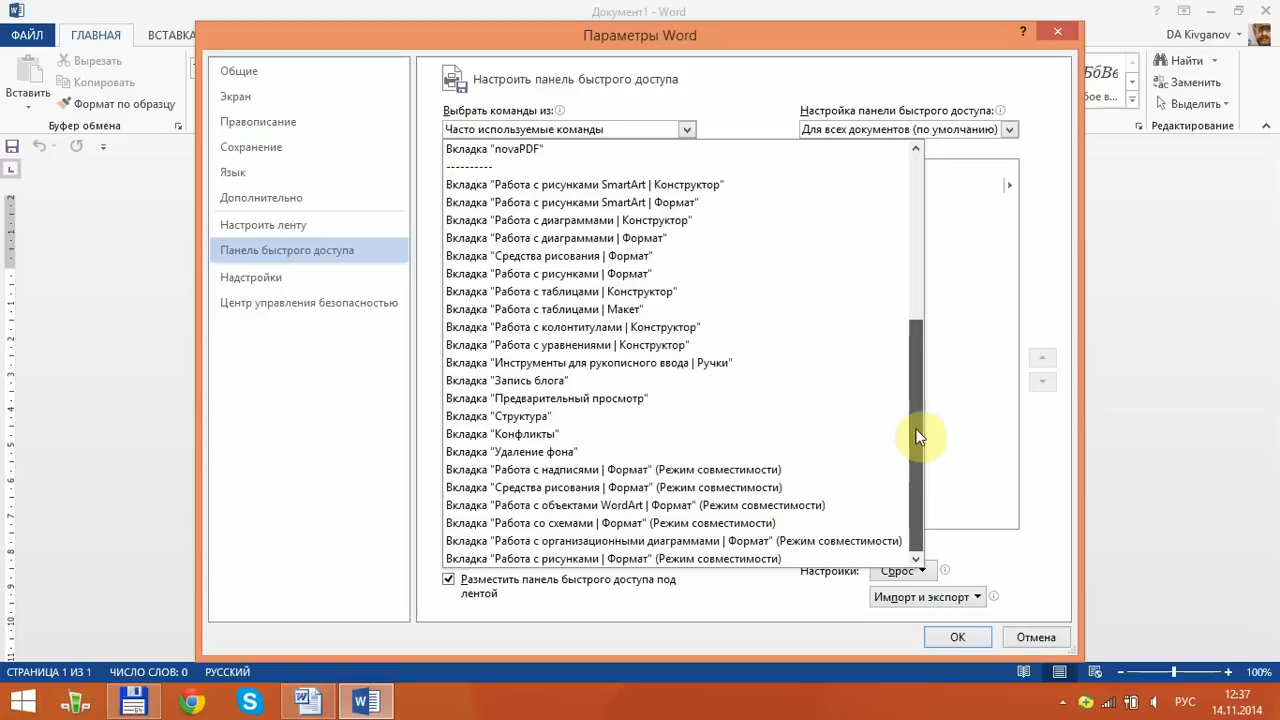 Документ1 - Word
DA Kivganov
ФАЙЛ
ГЛАВНАЯ
ВСТАВКА
Вставить
Вырезать
Копировать
Формат по образцу
Буфер обмена
Найти
Заменить
Выделить
Редактирование
Параметры Word
?
Общие
Экран
Правописание
Сохранение
Язык
Дополнительно
Настроить ленту
Панель быстрого доступа
Надстройки
Центр управления безопасностью
Настроить панель быстрого доступа
Выбрать команды из:
Часто используемые команды
Настройка панели быстрого доступа:
Для всех документов (по умолчанию)
Вкладка "novaPDF"
----------
Вкладка "Работа с рисунками SmartArt | Конструктор"
Вкладка "Работа с рисунками SmartArt | Формат"
Вкладка "Работа с диаграммами | Конструктор"
Вкладка "Работа с диаграммами | Формат"
Вкладка "Средства рисования | Формат"
Вкладка "Работа с рисунками | Формат"
Вкладка "Работа с таблицами | Конструктор"
Вкладка "Работа с таблицами | Макет"
Вкладка "Работа с колонтитулами | Конструктор"
Вкладка "Работа с уравнениями | Конструктор"
Вкладка "Инструменты для рукописного ввода | Ручки"
Вкладка "Запись блога"
Вкладка "Предварительный просмотр"
Вкладка "Структура"
Вкладка "Конфликты"
Вкладка "Удаление фона"
Вкладка "Работа с надписями | Формат" (Режим совместимости)
Вкладка "Средства рисования | Формат" (Режим совместимости)
Вкладка "Работа с объектами WordArt | Формат" (Режим совместимости)
Вкладка "Работа со схемами | Формат" (Режим совместимости)
Вкладка "Работа с организационными диаграммами | Формат" (Режим совместимости)
Вкладка "Работа с рисунками | Формат" (Режим совместимости)
Разместить панель быстрого доступа под
лентой
Настройки:
Сброс
Импорт и экспорт
ОК
Отмена
СТРАНИЦА 1 ИЗ 1
ЧИСЛО СЛОВ: 0
РУССКИЙ
100%
РУС
12:37
14.11.2014